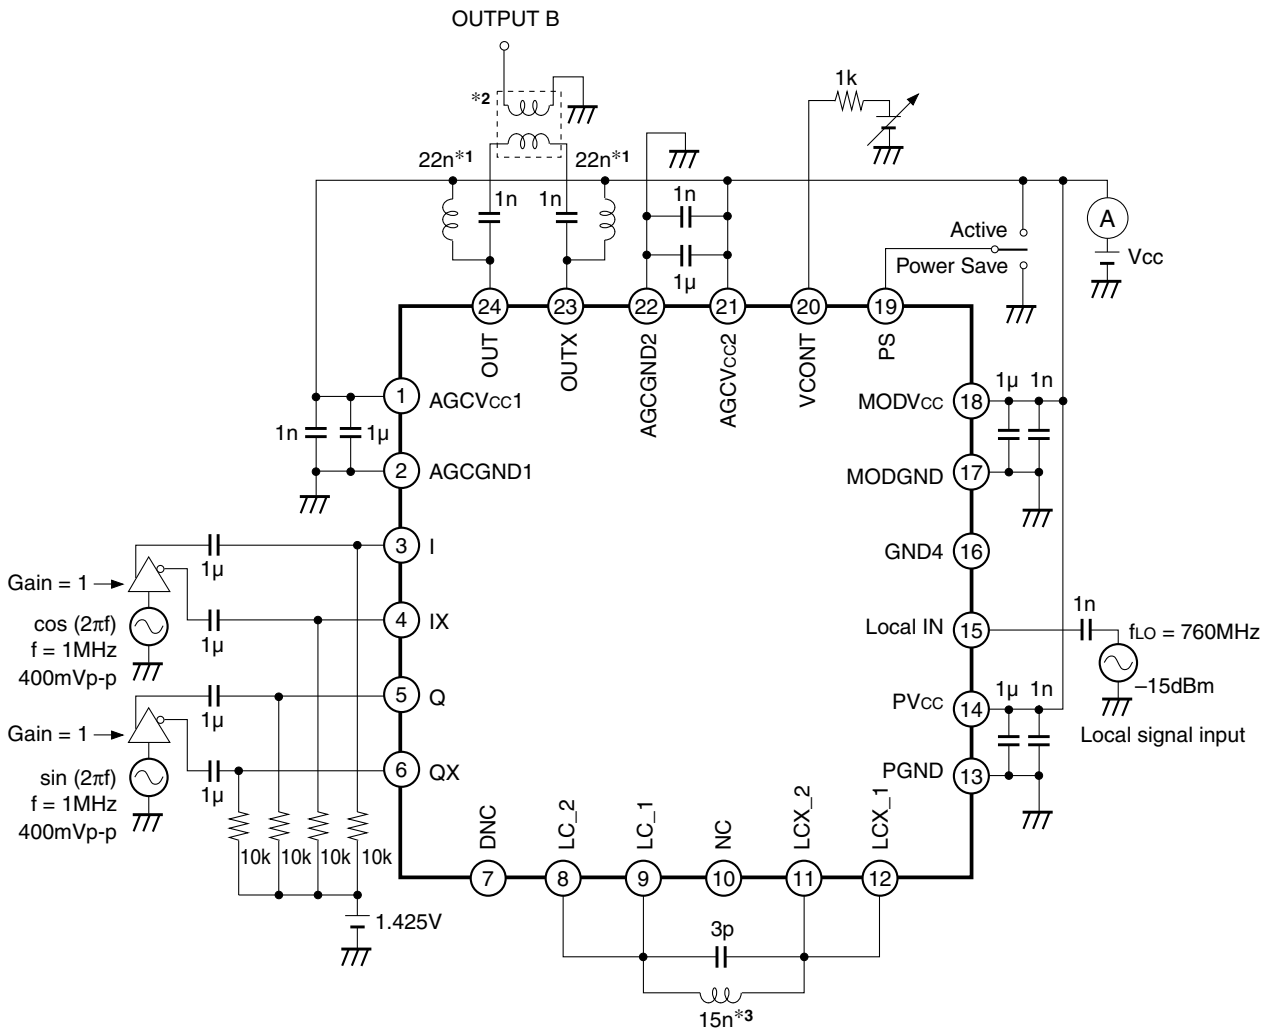 OUTPUT B
*2
1k
22n*1
22n*1
1n
1n
1n
1µ
Active
Power Save
A
Vcc
24
23
22
21
20
19
OUT
OUTX
AGCGND2
AGCVcc2
VCONT
PS
1
AGCVcc1
1n
1µ
2
AGCGND1
18
MODVcc
1µ
1n
17
MODGND
3
I
1µ
Gain = 1
cos (2πf)
f = 1MHz
400mVp-p
4
IX
1µ
16
GND4
15
Local IN
1n
fLO = 760MHz
–15dBm
Local signal input
5
Q
1µ
Gain = 1
sin (2πf)
f = 1MHz
400mVp-p
6
QX
1µ
14
PVcc
1µ
1n
13
PGND
10k
10k
10k
10k
1.425V
DNC
LC_2
LC_1
NC
LCX_2
LCX_1
7
8
9
10
11
12
3p
15n*3